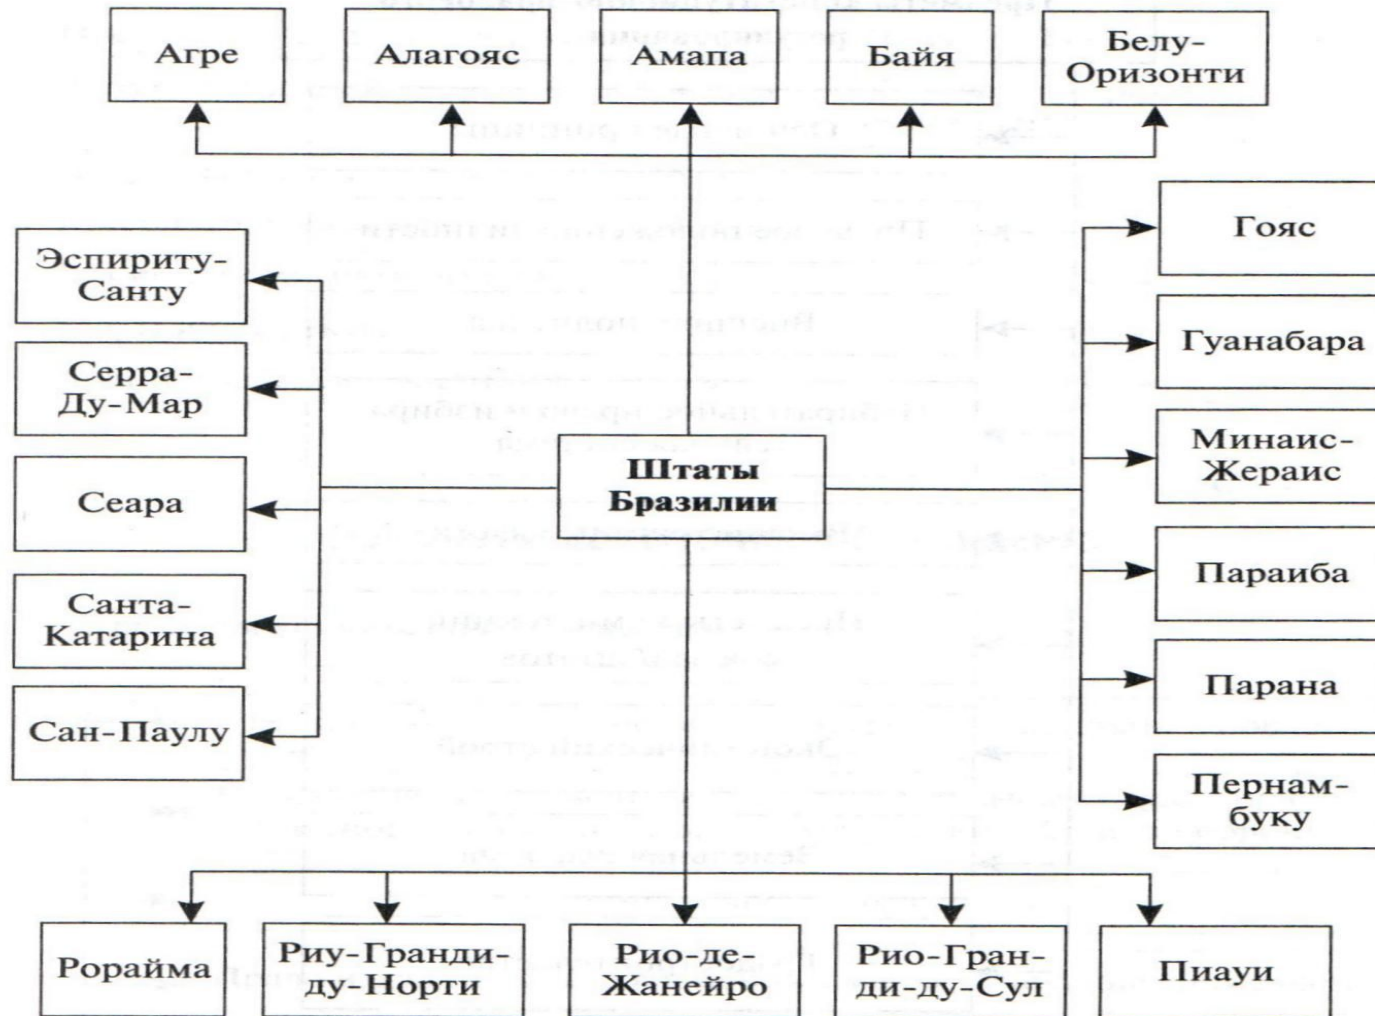 Агре
Алагояс
Амапа
Байя
Белу-
Оризонти
Эспириту-
Санту
Серра-
Ду-Мар
Сеара
Санта-
Катарина
Сан-Паулу
Штаты
Бразилии
Гояс
Гуанабара
Минаис-
Жераис
Параиба
Парана
Пернам-
буку
Рорайма
Риу-Гранди-
ду-Норти
Рио-де-
Жанейро
Рио-Гран-
ди-ду-Сул
Пиауи